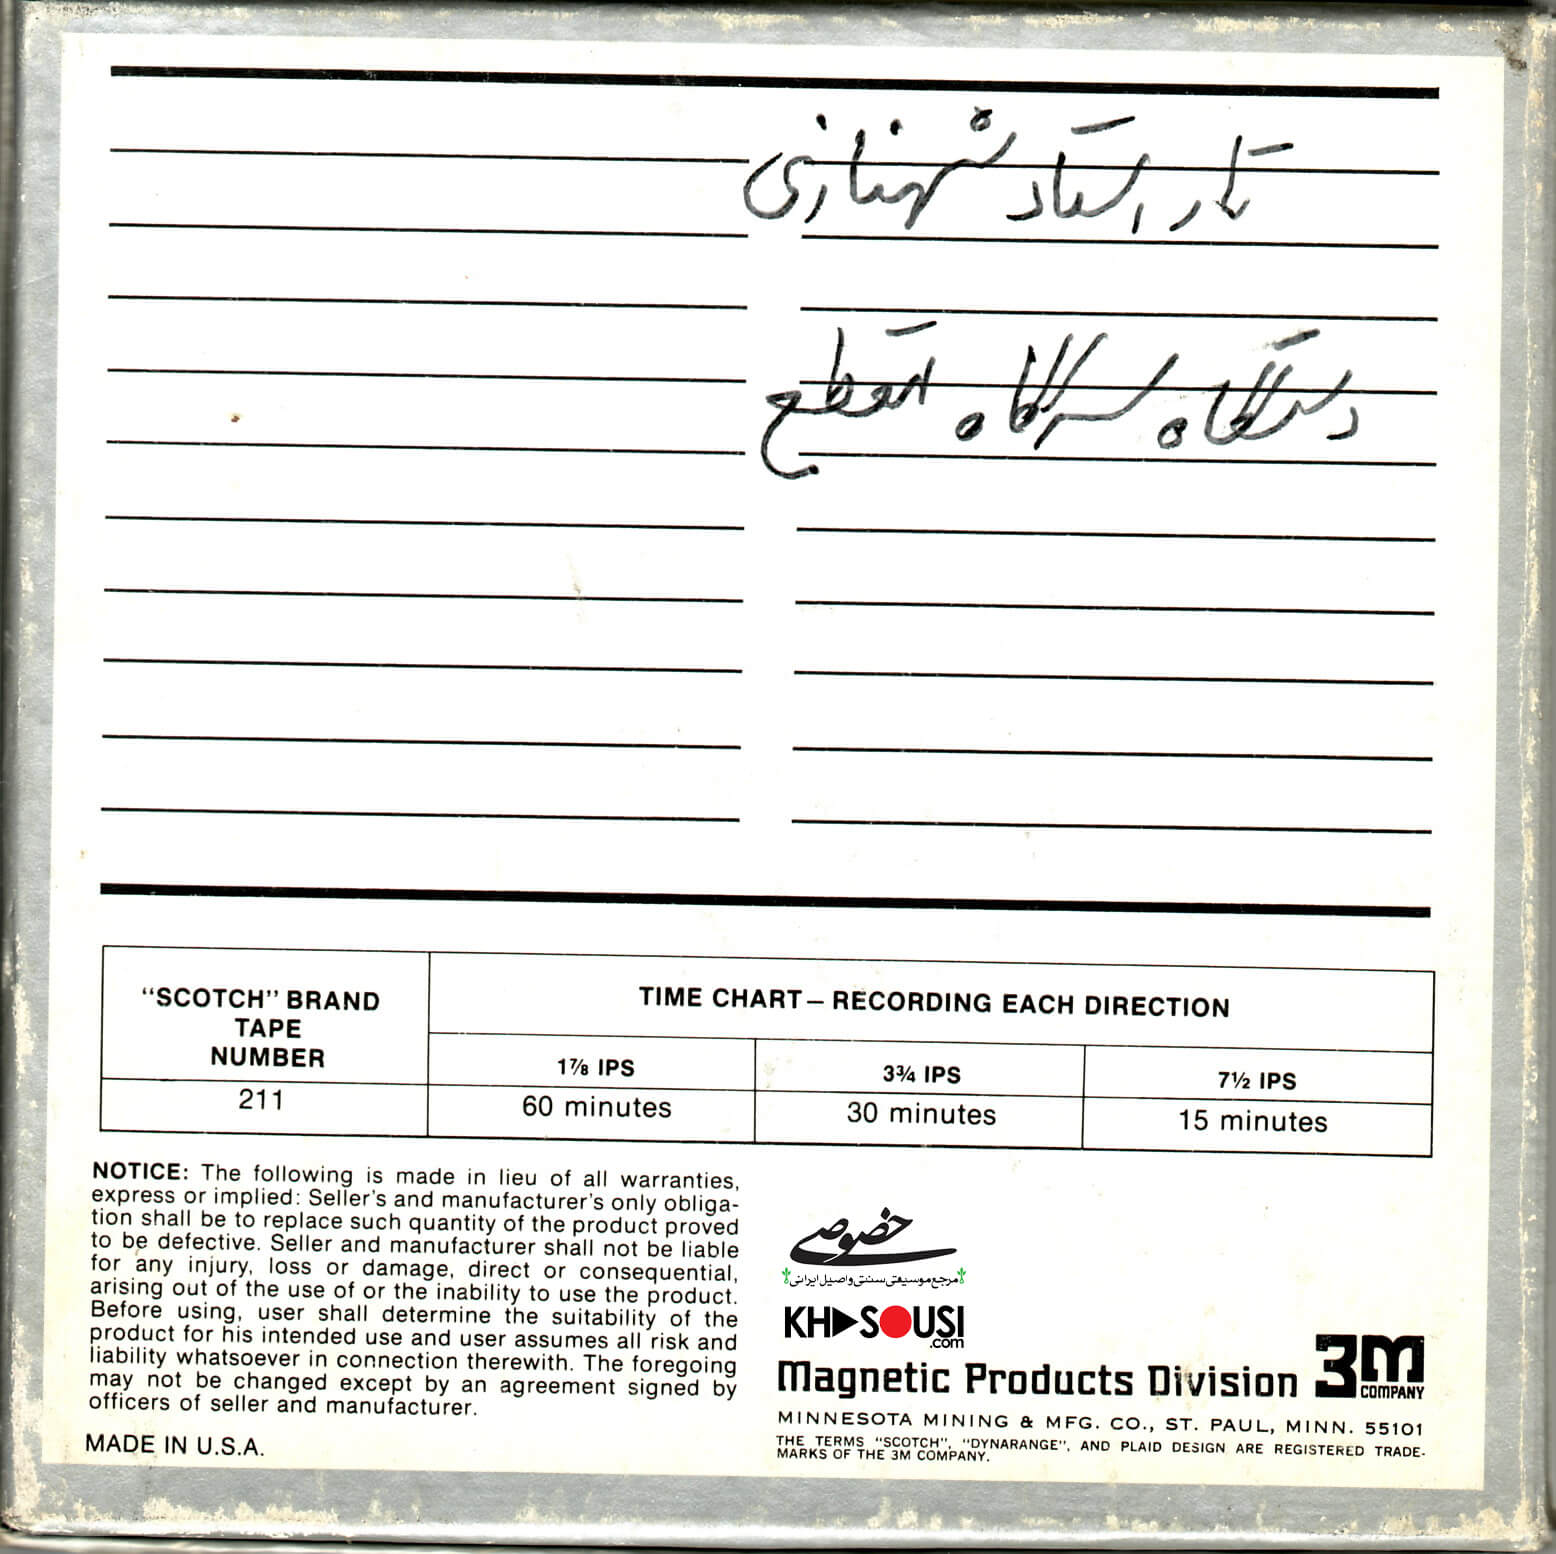 تار استاد شهنازی
دستگاه سه گاه
“SCOTCH” BRAND
TAPE
NUMBER
TIME CHART – RECORDING EACH DIRECTION
1⅞ IPS 3¾ IPS 7½ IPS
211 60 minutes 30 minutes 15 minutes
NOTICE: The following is made in lieu of all warranties,
express or implied: Seller's and manufacturer's only obliga-
tion shall be to replace such quantity of the product proved
to be defective. Seller and manufacturer shall not be liable
for any injury, loss or damage, direct or consequential,
arising out of the use of or the inability to use the product.
Before using, user shall determine the suitability of the
product for his intended use and user assumes all risk and
liability whatsoever in connection therewith. The foregoing
may not be changed except by an agreement signed by
officers of seller and manufacturer.
MADE IN U.S.A.
خصوصی
مرجع موسیقی سنتی و اصیل ایرانی
KHASOUSI
.com
Magnetic Products Division 3M
COMPANY
MINNESOTA MINING & MFG. CO., ST. PAUL, MINN. 55101
THE TERMS “SCOTCH”, “DYNARANGE”, AND PLAID DESIGN ARE REGISTERED TRADE-
MARKS OF THE 3M COMPANY.